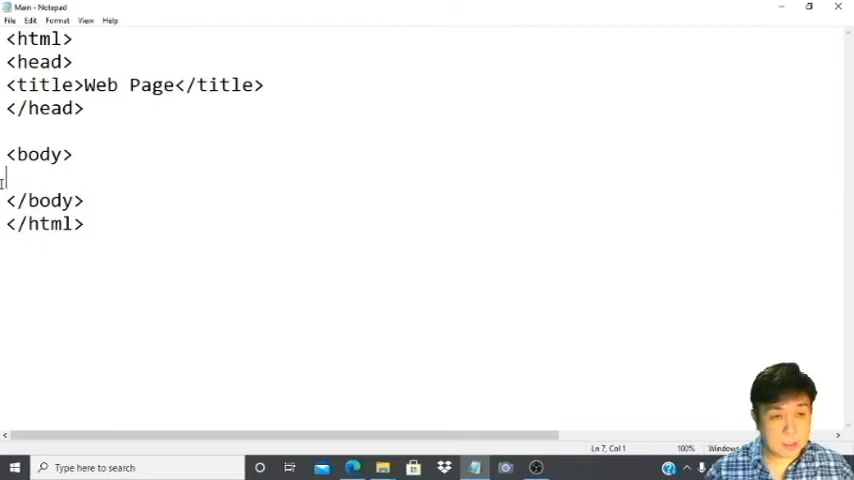 Main - Notepad
File Edit Format View Help
<html>
<head>
<title>Web Page</title>
</head>
<body>
</body>
</html>
Ln 7, Col 1 100% Windows
Type here to search